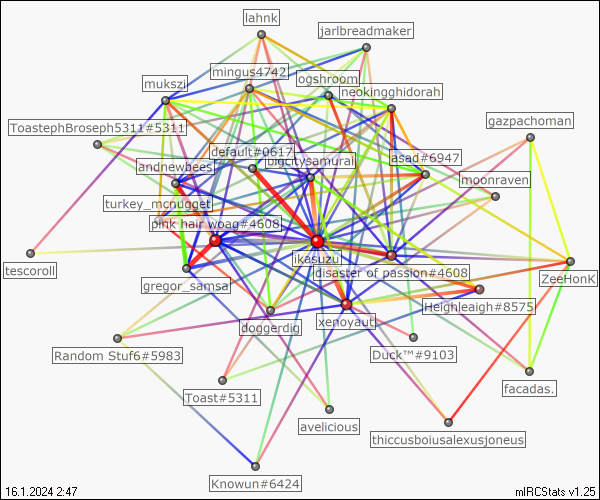 lahnk
jarlbreadmaker
mingus4742
ogshroom
mukszi
neokingghidorah
gazpachoman
ToastephBroseph5311#5311
default#0617
bigcitysamurai
asad#6947
andnewbees
moonraven
turkey_mcnugget
pink hair woag#4608
ikasuzu
tescoroll
disaster of passion#4608
ZeeHonK
gregor_samsa
Heighleaigh#8575
doggerdig
xenoyaut
Random Stuf6#5983
Duck™#9103
Toast#5311
facadas.
avelicious
thiccusboiusalexusjoneus
Knowun#6424
16.1.2024 2:47
mIRCStats v1.25